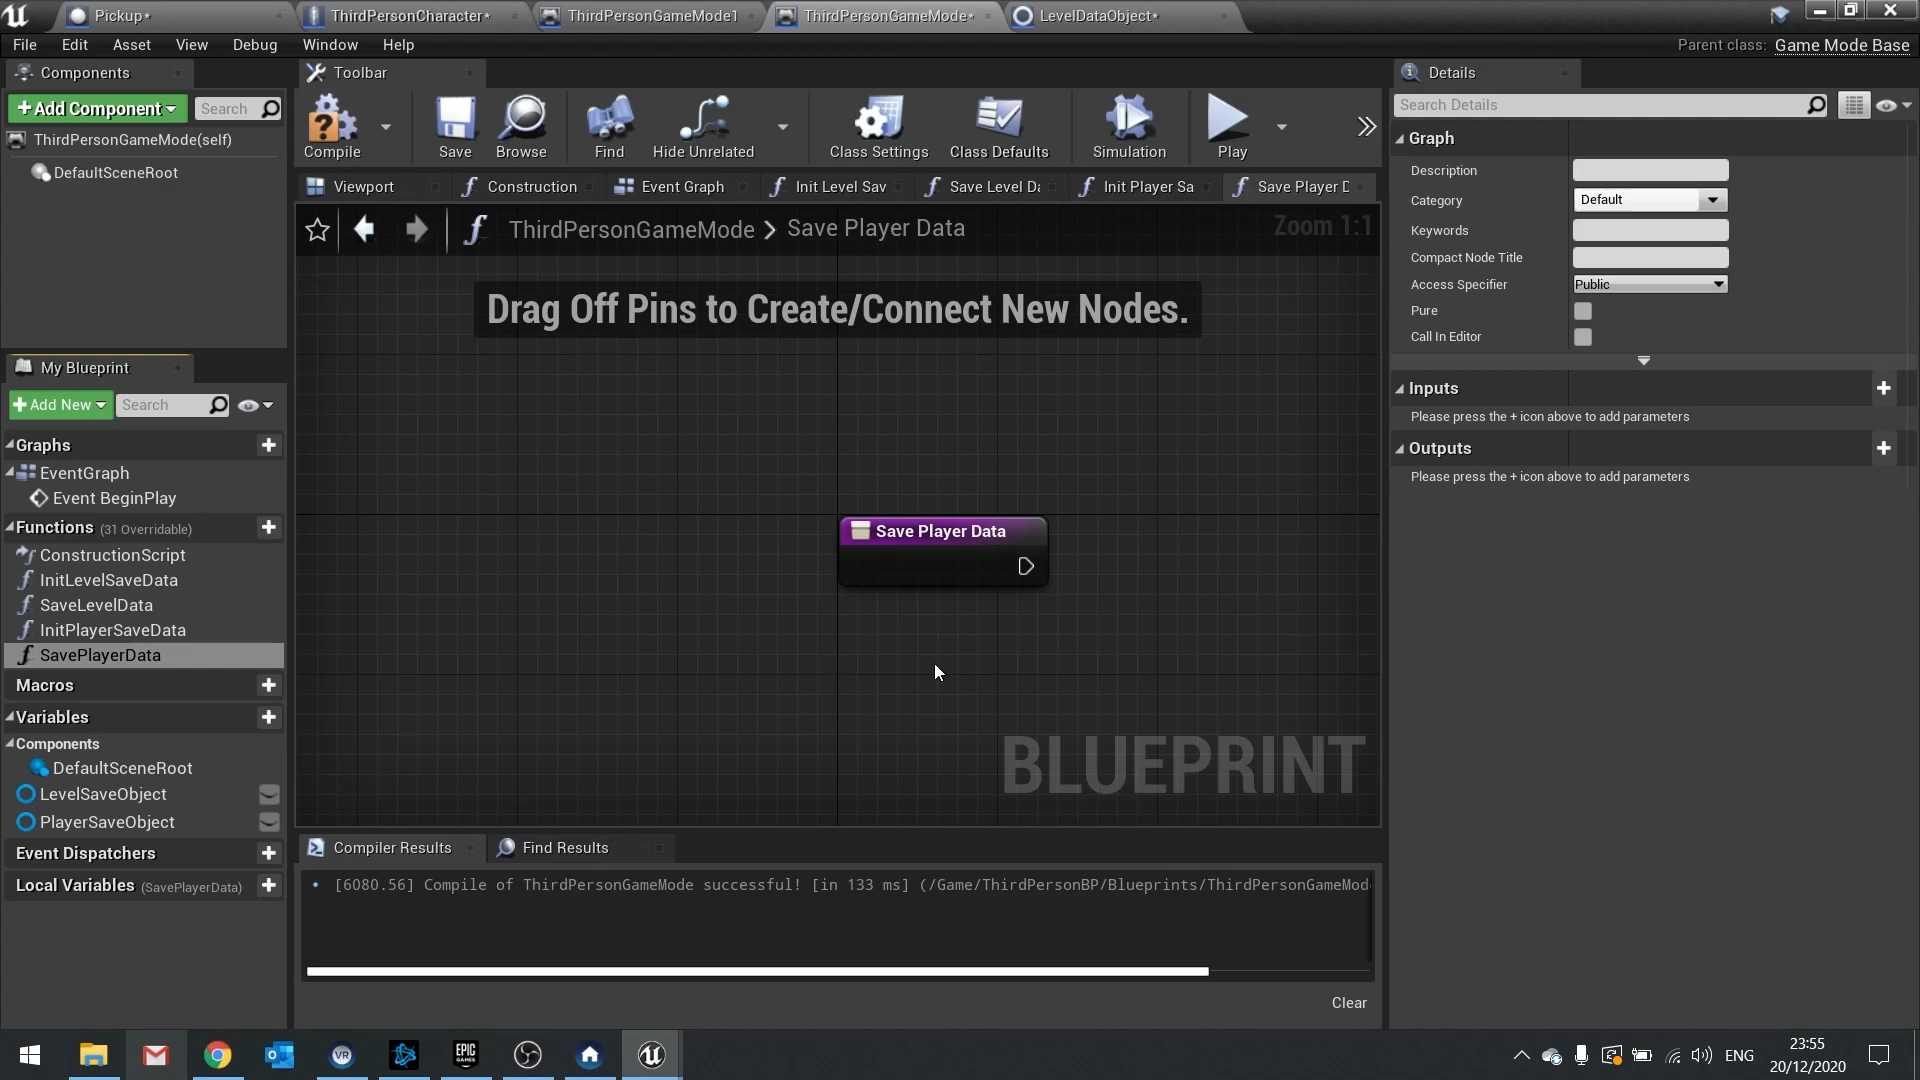 Pickup*
ThirdPersonCharacter*
ThirdPersonGameMode1
ThirdPersonGameMode*
LevelDataObject*
File Edit Asset View Debug Window Help
Parent class: Game Mode Base
Components
Toolbar
Details
Add Component
Search
Search Details
ThirdPersonGameMode(self)
DefaultSceneRoot
Compile
Save
Browse
Find
Hide Unrelated
Class Settings
Class Defaults
Simulation
Play
Graph
Description
Category
Default
Keywords
Compact Node Title
Access Specifier
Public
Pure
Call In Editor
Inputs
Please press the + icon above to add parameters
Outputs
Please press the + icon above to add parameters
Viewport
Construction
Event Graph
Init Level Sav
Save Level Da
Init Player Sa
Save Player D
ThirdPersonGameMode > Save Player Data
Zoom 1:1
Drag Off Pins to Create/Connect New Nodes.
Save Player Data
BLUEPRINT
My Blueprint
Add New
Search
Graphs
EventGraph
Event BeginPlay
Functions (31 Overridable)
ConstructionScript
InitLevelSaveData
SaveLevelData
InitPlayerSaveData
SavePlayerData
Macros
Variables
Components
DefaultSceneRoot
LevelSaveObject
PlayerSaveObject
Event Dispatchers
Local Variables (SavePlayerData)
Compiler Results
Find Results
[6080.56] Compile of ThirdPersonGameMode successful! [in 133 ms] (/Game/ThirdPersonBP/Blueprints/ThirdPersonGameMod
Clear
VR
EPIC GAMES
ENG
23:55
20/12/2020